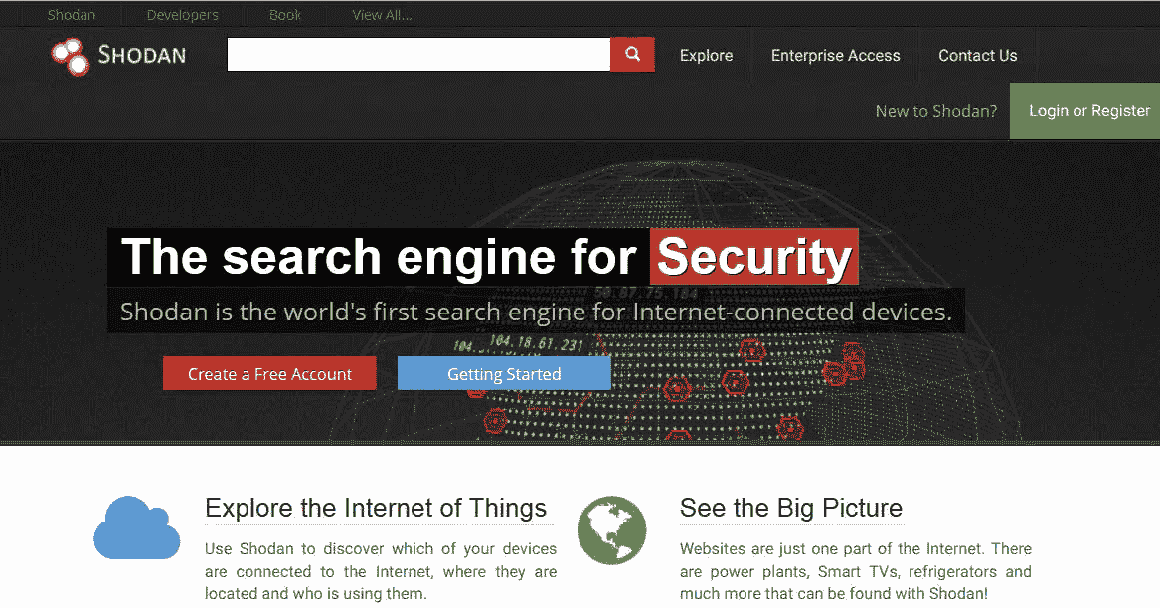 Shodan Developers Book View All...
SHODAN Explore Enterprise Access Contact Us
New to Shodan? Login or Register
The search engine for Security
Shodan is the world's first search engine for Internet-connected devices.
104.18.61.231
Create a Free Account Getting Started
Explore the Internet of Things
Use Shodan to discover which of your devices
are connected to the Internet, where they are
located and who is using them.
See the Big Picture
Websites are just one part of the Internet. There
are power plants, Smart TVs, refrigerators and
much more that can be found with Shodan!